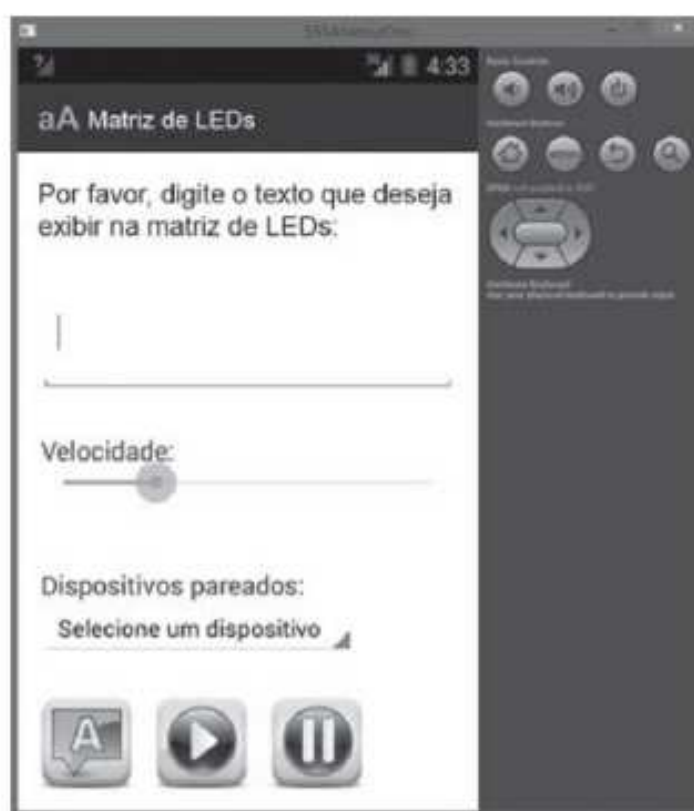 4:33
aA Matriz de LEDs
Por favor, digite o texto que deseja
exibir na matriz de LEDs:
Velocidade:
Dispositivos pareados:
Selecione um dispositivo
A